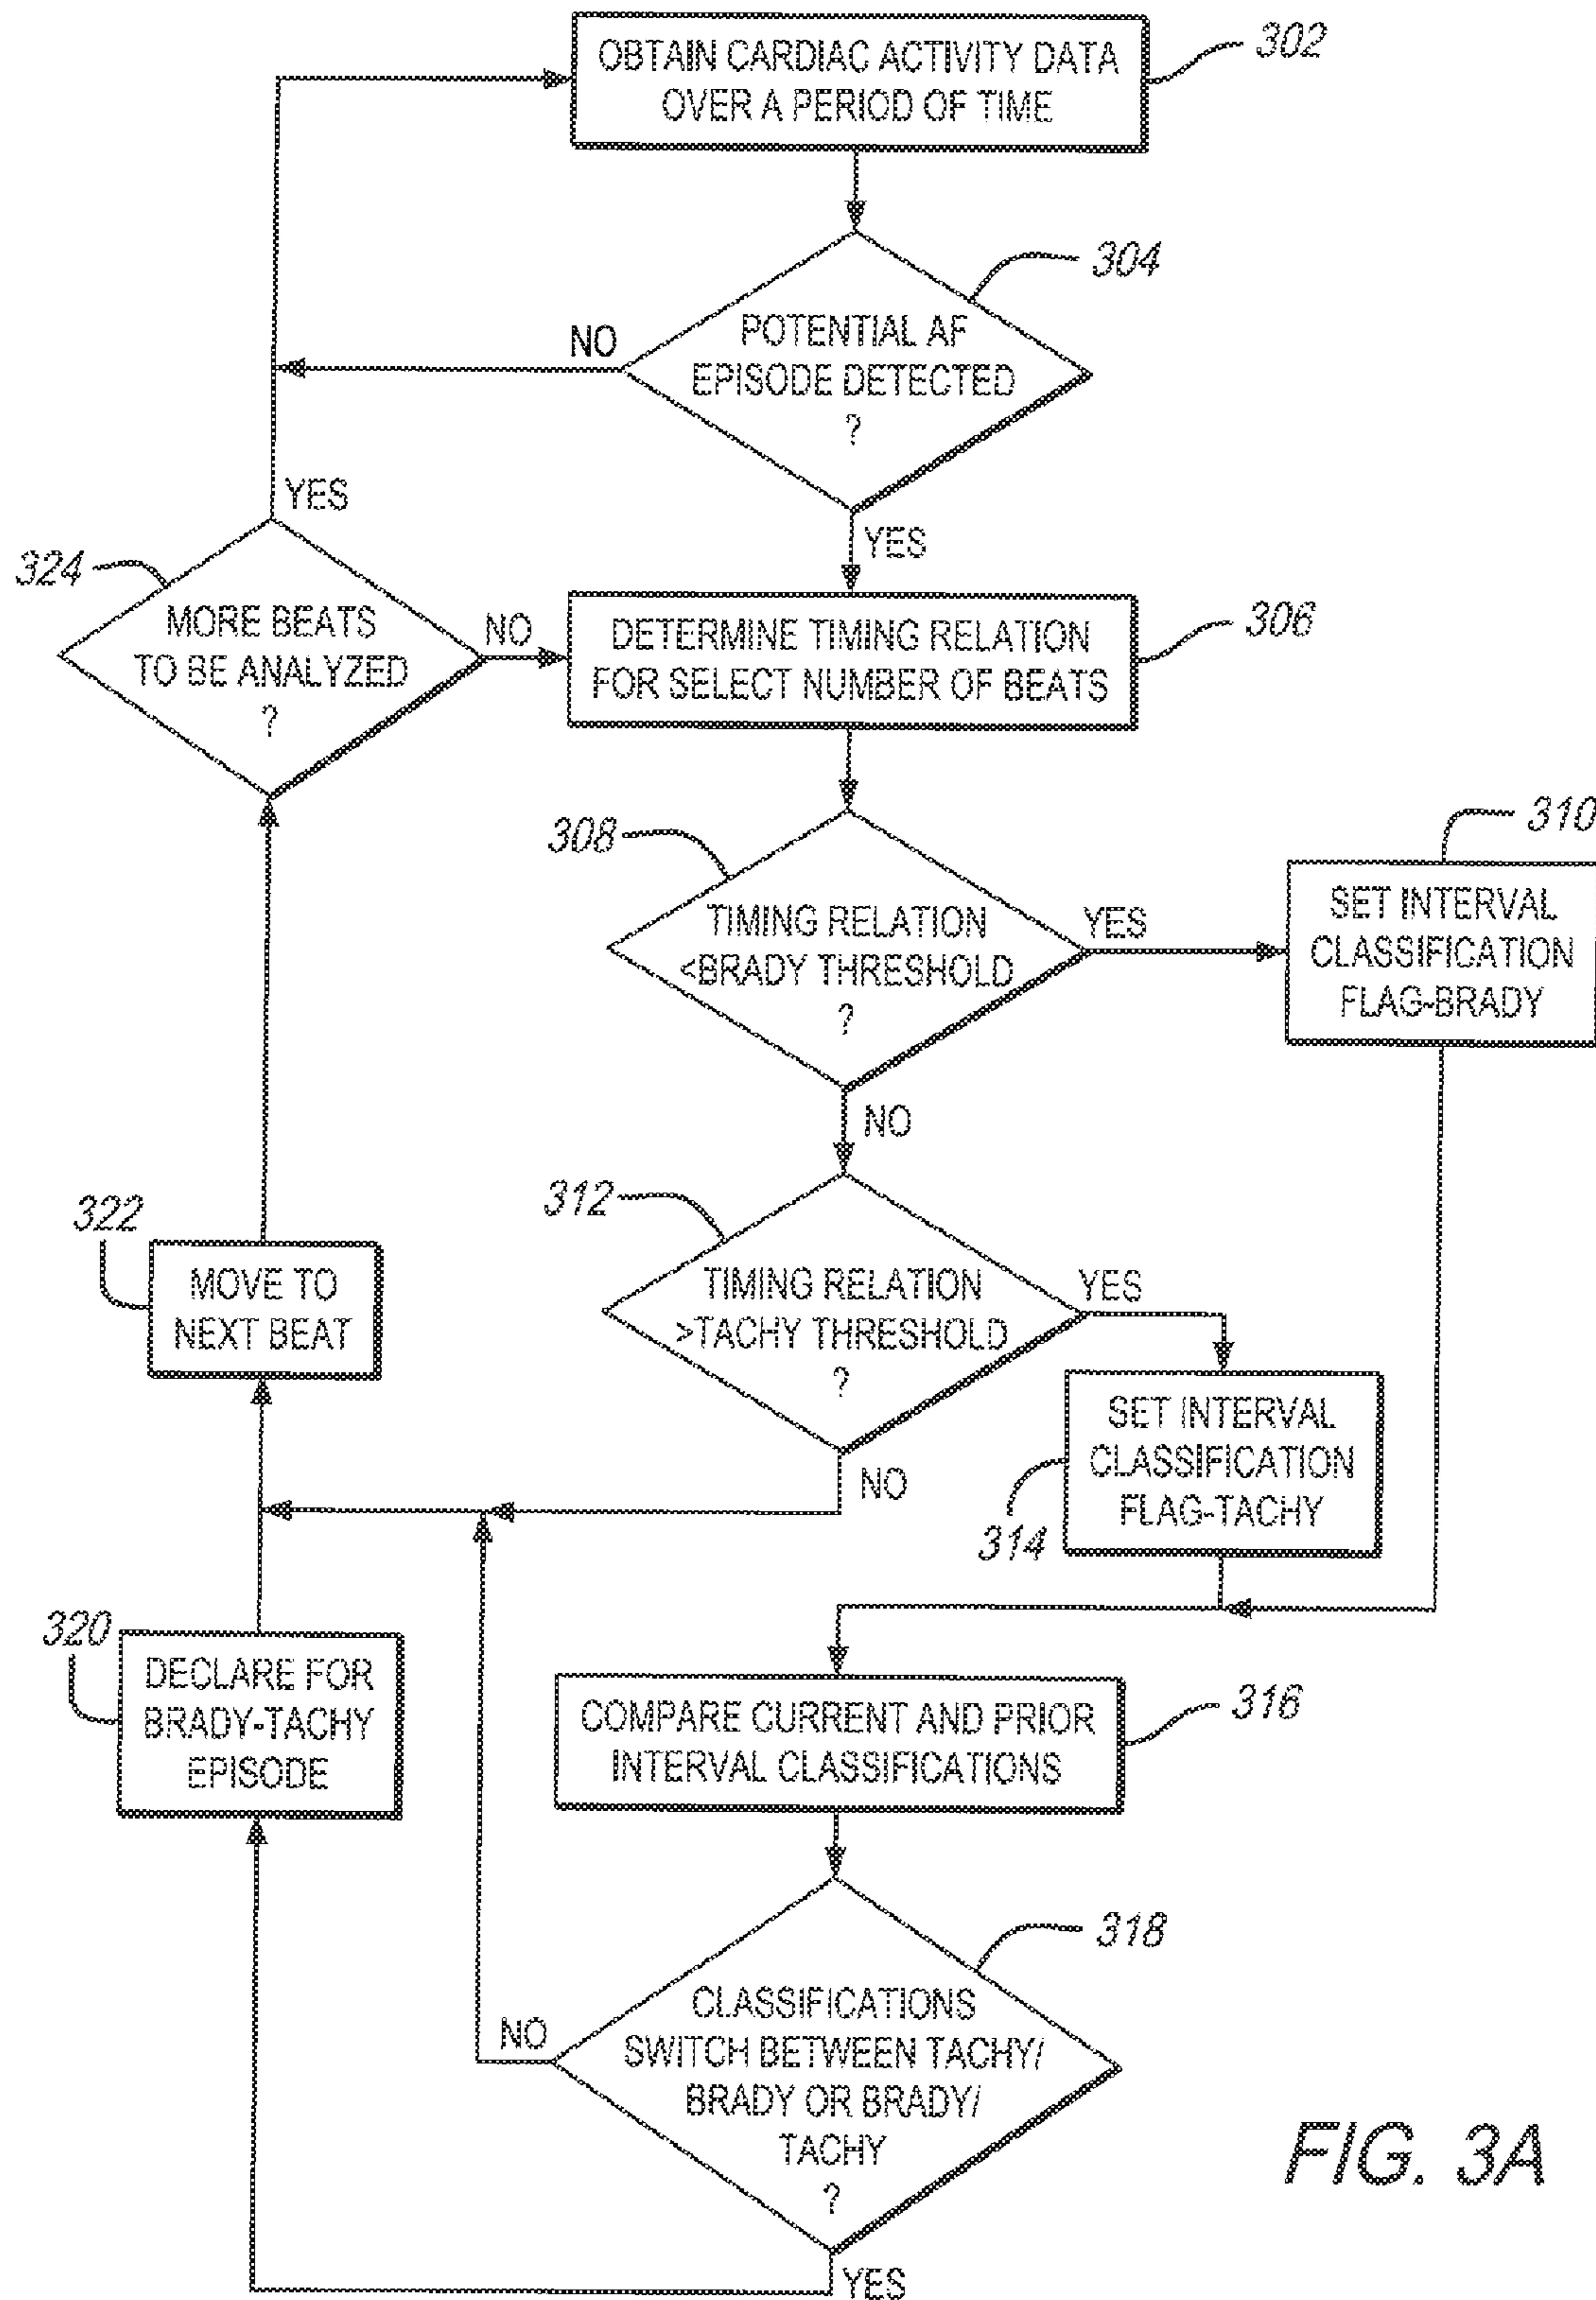 OBTAIN CARDIAC ACTIVITY DATA
OVER A PERIOD OF TIME
302
POTENTIAL AF
EPISODE DETECTED
?
304
NO
YES
324
MORE BEATS
TO BE ANALYZED
?
YES
NO
DETERMINE TIMING RELATION
FOR SELECT NUMBER OF BEATS
306
308
TIMING RELATION
<BRADY THRESHOLD
?
YES
NO
310
SET INTERVAL
CLASSIFICATION
FLAG-BRADY
312
TIMING RELATION
>TACHY THRESHOLD
?
YES
NO
322
MOVE TO
NEXT BEAT
SET INTERVAL
CLASSIFICATION
FLAG-TACHY
314
320
DECLARE FOR
BRADY-TACHY
EPISODE
COMPARE CURRENT AND PRIOR
INTERVAL CLASSIFICATIONS
316
318
CLASSIFICATIONS
SWITCH BETWEEN TACHY/
BRADY OR BRADY/
TACHY
?
NO
YES
FIG. 3A